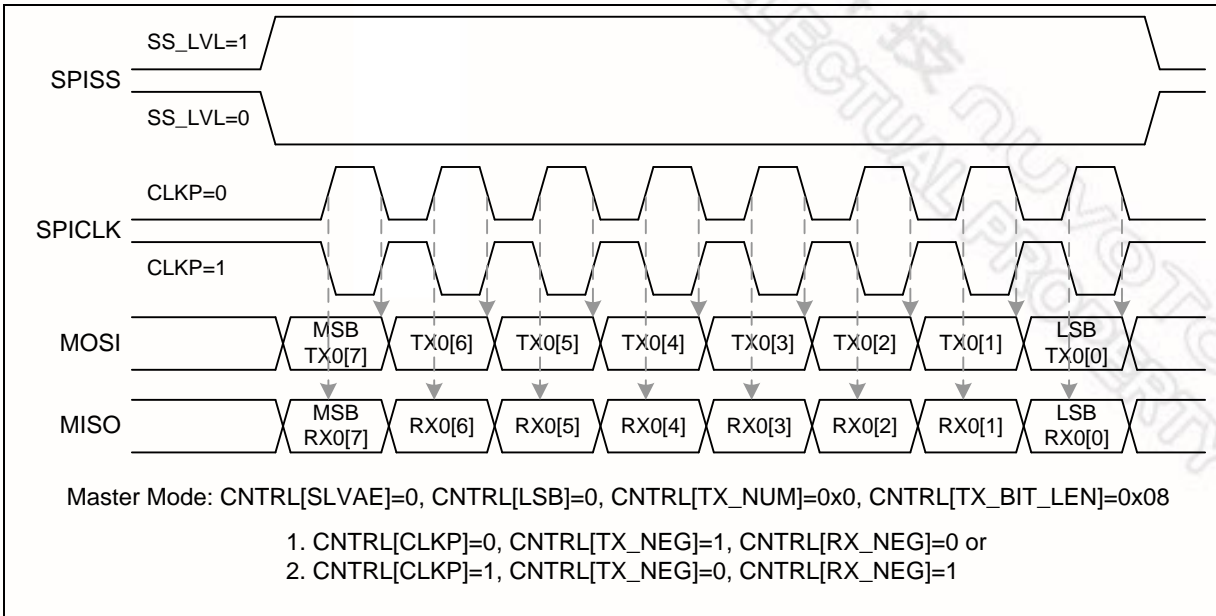 SS_LVL=1
SPISS
SS_LVL=0
CLKP=0
SPICLK
CLKP=1
MOSI
MSB
TX0[7]
TX0[6]
TX0[5]
TX0[4]
TX0[3]
TX0[2]
TX0[1]
LSB
TX0[0]
MISO
MSB
RX0[7]
RX0[6]
RX0[5]
RX0[4]
RX0[3]
RX0[2]
RX0[1]
LSB
RX0[0]
Master Mode: CNTRL[SLVAE]=0, CNTRL[LSB]=0, CNTRL[TX_NUM]=0x0, CNTRL[TX_BIT_LEN]=0x08
1. CNTRL[CLKP]=0, CNTRL[TX_NEG]=1, CNTRL[RX_NEG]=0 or
2. CNTRL[CLKP]=1, CNTRL[TX_NEG]=0, CNTRL[RX_NEG]=1
技 NUVOTO
LECTUAL PROPERTY